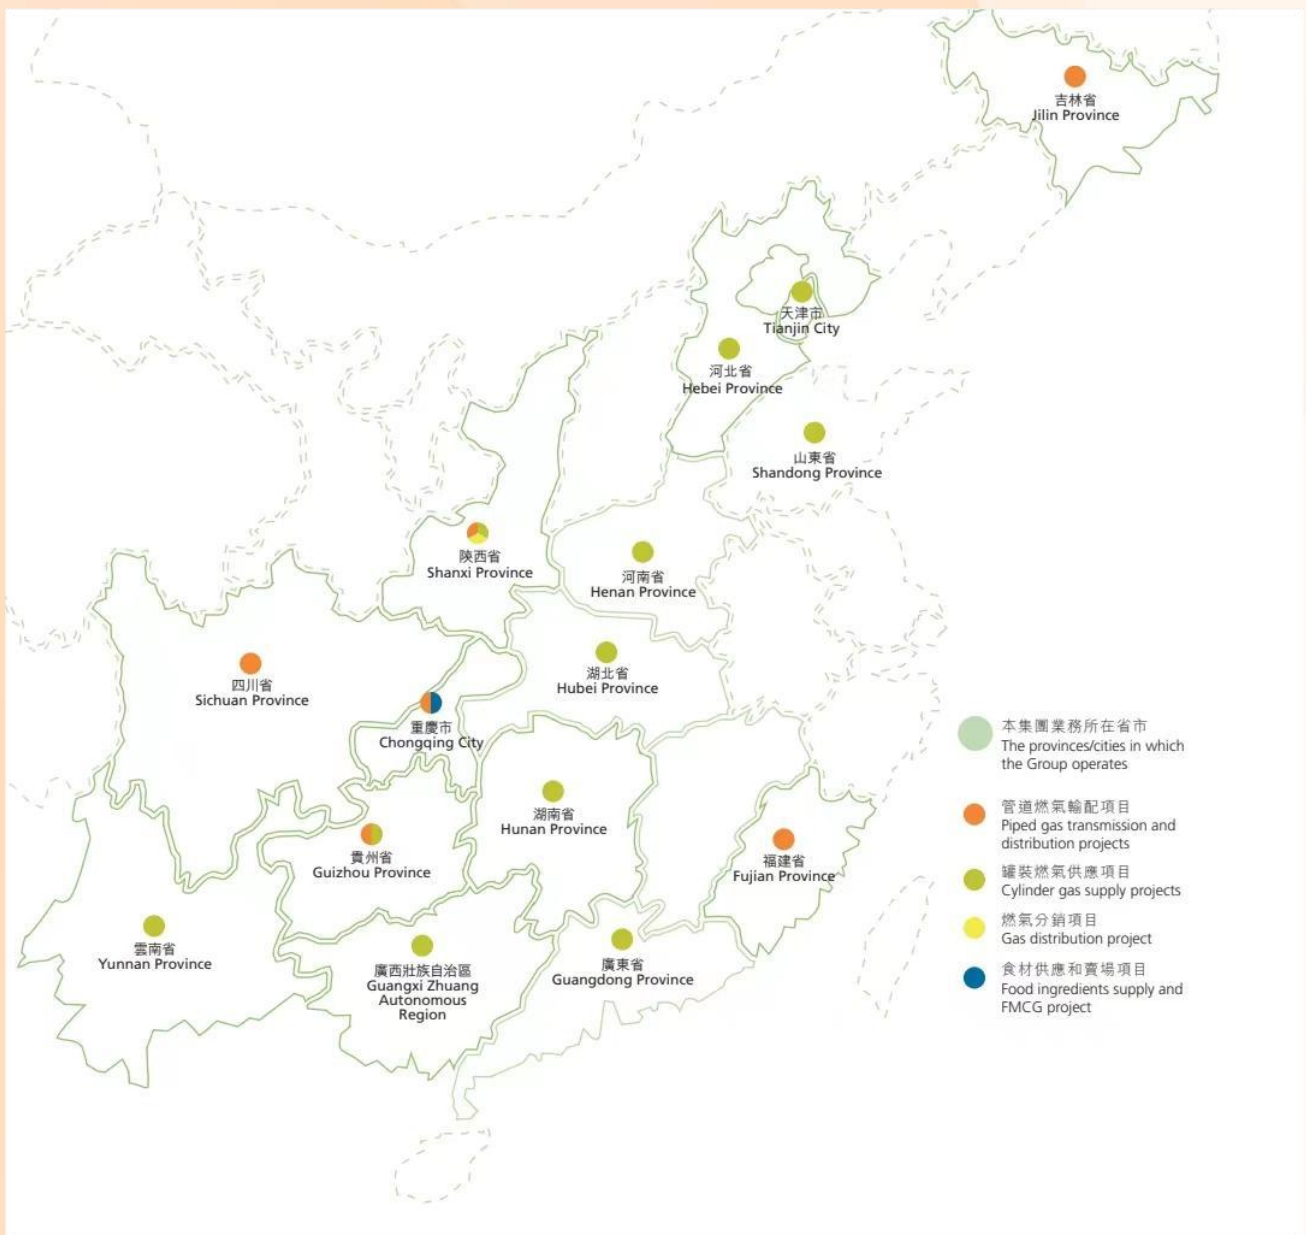 吉林省
Jilin Province
天津市
Tianjin City
河北省
Hebei Province
山東省
Shandong Province
陝西省
Shanxi Province
河南省
Henan Province
四川省
Sichuan Province
湖北省
Hubei Province
重慶市
Chongqing City
湖南省
Hunan Province
貴州省
Guizhou Province
福建省
Fujian Province
雲南省
Yunnan Province
廣西壯族自治區
Guangxi Zhuang
Autonomous
Region
廣東省
Guangdong Province
本集團業務所在省市
The provinces/cities in which
the Group operates
管道燃氣輸配項目
Piped gas transmission and
distribution projects
罐裝燃氣供應項目
Cylinder gas supply projects
燃氣分銷項目
Gas distribution project
食材供應和賣場項目
Food ingredients supply and
FMCG project